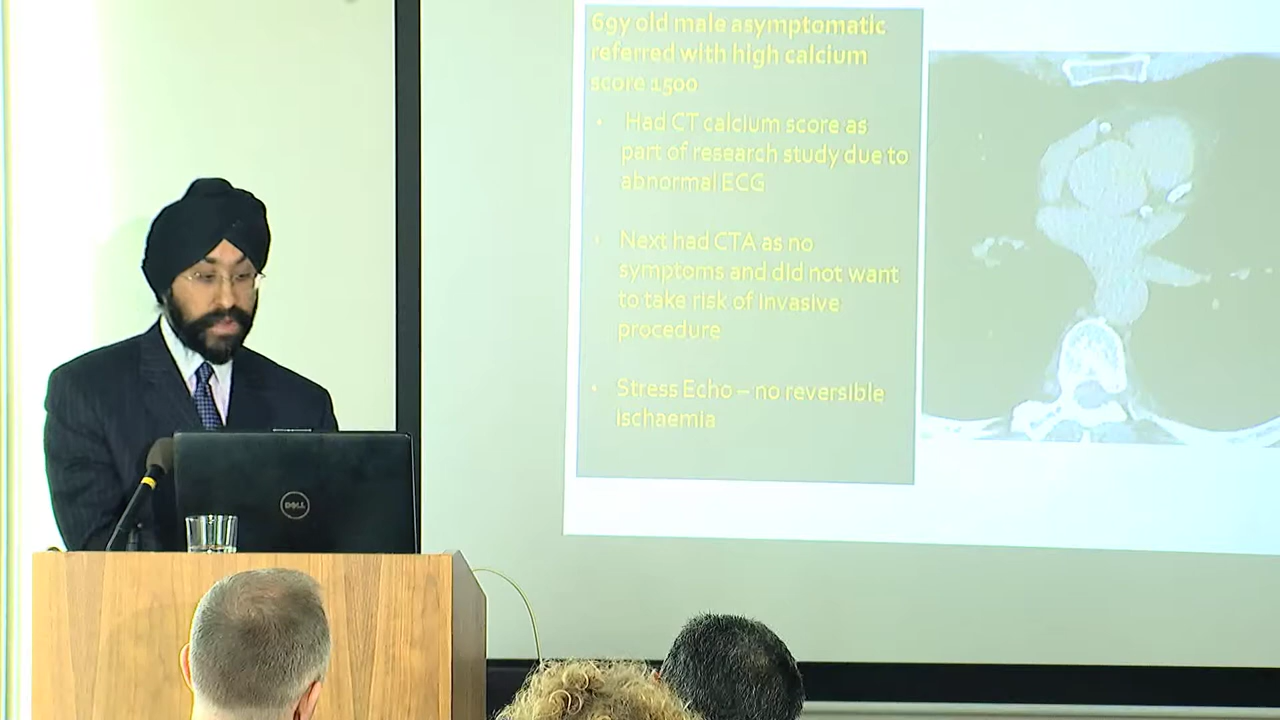 69y old male asymptomatic
referred with high calcium
score 1500
• Had CT calcium score as
part of research study due to
abnormal ECG
• Next had CTA as no
symptoms and did not want
to take risk of invasive
procedure
• Stress Echo – no reversible
ischaemia
DELL